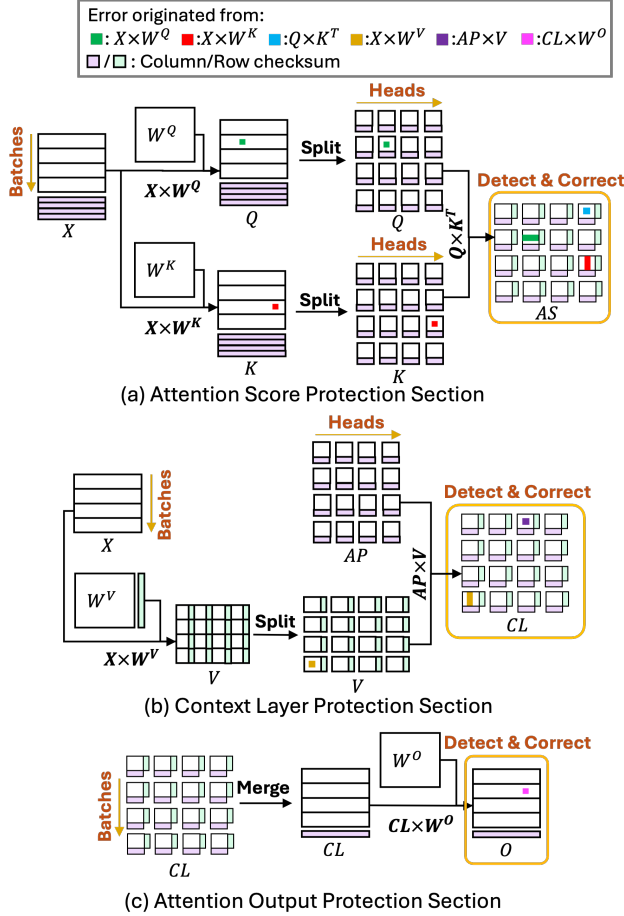 Error originated from:
: X×W^Q : X×W^K : Q×K^T : X×W^V : AP×V : CL×W^O
/ : Column/Row checksum
Heads
Batches
W^Q
Split
X×W^Q
X
Q
Q
Detect & Correct
Q×K^T
Heads
W^K
Split
X×W^K
K
K
AS
(a) Attention Score Protection Section
Heads
Batches
X
AP
Detect & Correct
AP×V
W^V
Split
X×W^V
V
V
CL
(b) Context Layer Protection Section
Batches
Merge
W^O
Detect & Correct
CL×W^O
CL
CL
O
(c) Attention Output Protection Section